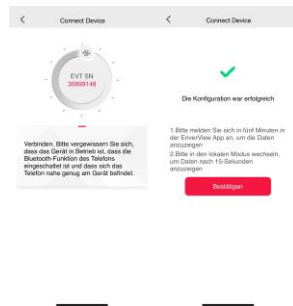 Connect Device
EVT SN
39899148
Verbinden. Bitte vergewissern Sie sich,
dass das Gerät in Betrieb ist, dass die
Bluetooth-Funktion des Telefons
eingeschaltet ist und dass sich das
Telefon nahe genug am Gerät befindet.
Connect Device
Die Konfiguration war erfolgreich
1.Bitte melden Sie sich in fünf Minuten in
der EnverView App an, um die Daten
anzuzeigen
2.Bitte in den lokalen Modus wechseln,
um Daten nach 15-Sekunden
anzuzeigen
Bestätigen